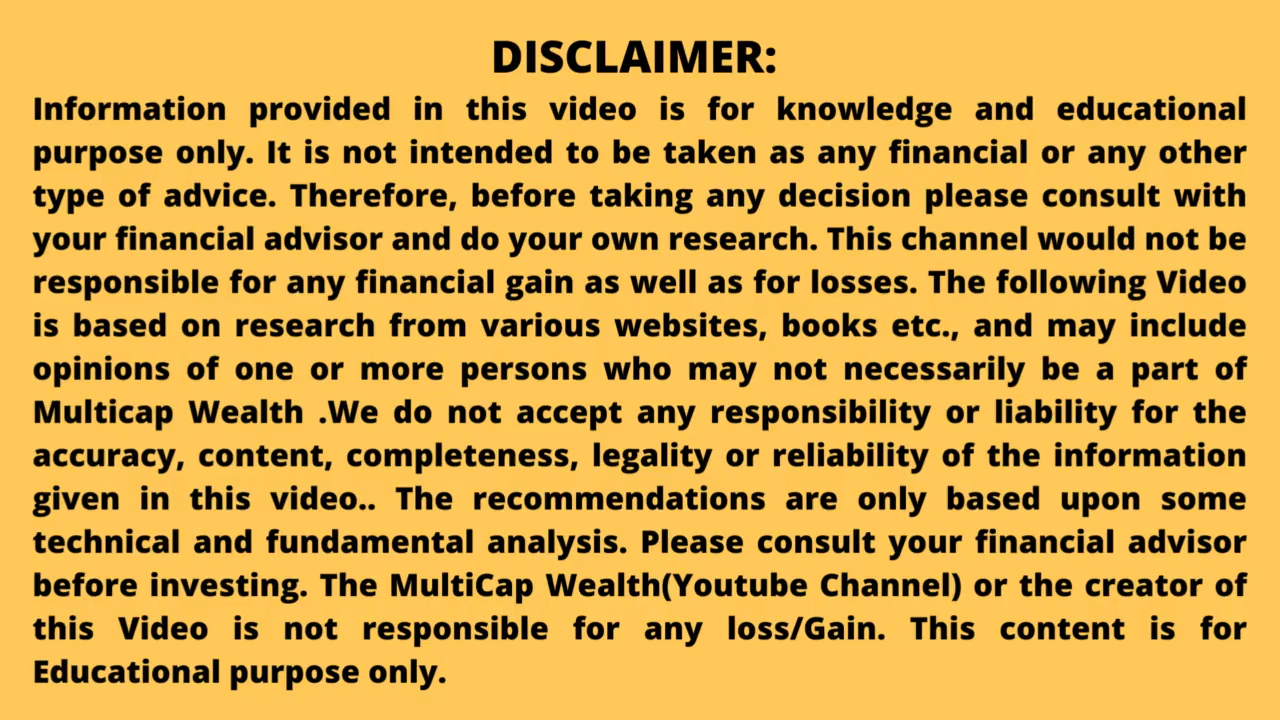 DISCLAIMER:
Information provided in this video is for knowledge and educational
purpose only. It is not intended to be taken as any financial or any other
type of advice. Therefore, before taking any decision please consult with
your financial advisor and do your own research. This channel would not be
responsible for any financial gain as well as for losses. The following Video
is based on research from various websites, books etc., and may include
opinions of one or more persons who may not necessarily be a part of
Multicap Wealth .We do not accept any responsibility or liability for the
accuracy, content, completeness, legality or reliability of the information
given in this video.. The recommendations are only based upon some
technical and fundamental analysis. Please consult your financial advisor
before investing. The MultiCap Wealth(Youtube Channel) or the creator of
this Video is not responsible for any loss/Gain. This content is for
Educational purpose only.